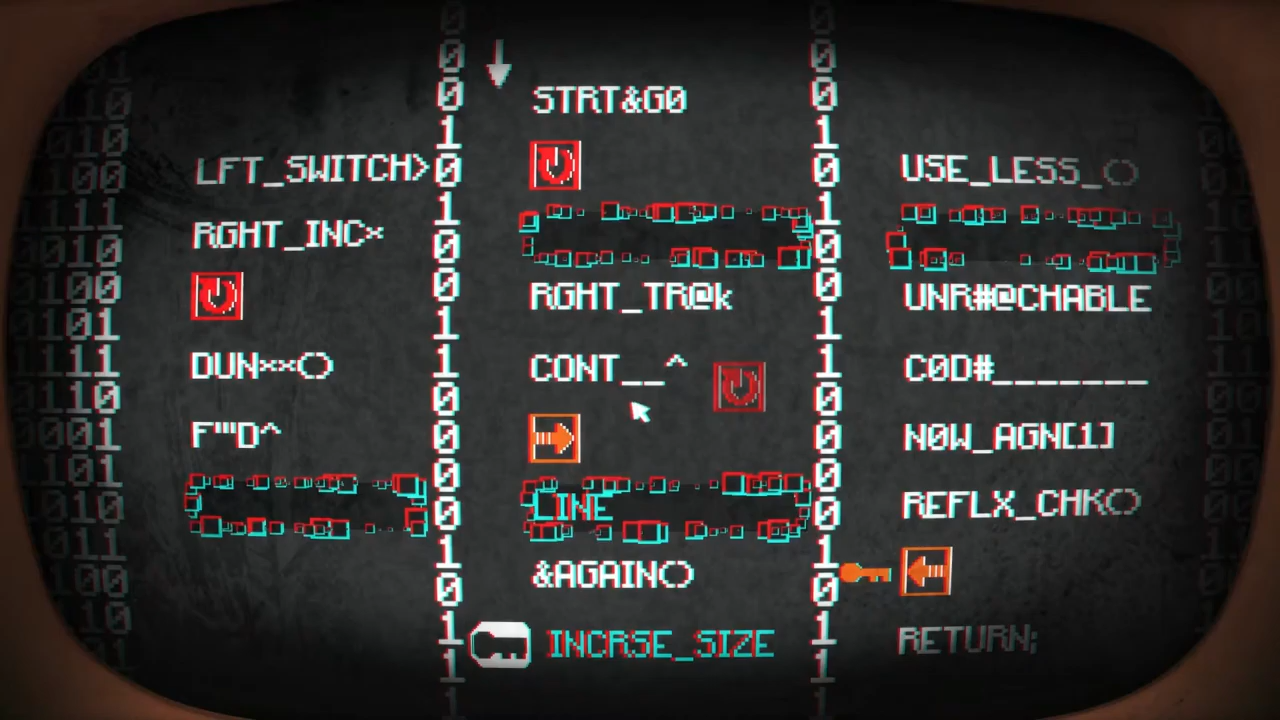 LFT_SWITCH>
RGHT_INC×
DUN××()
F'''D^
STRT&G0
RGHT_TR@k
CONT__^
LINE
&AGAIN()
INCRSE_SIZE
USE_LESS_()
UNR#@CHABLE
C0D#_______
N0W_AGN[1]
REFLX_CHK()
RETURN;